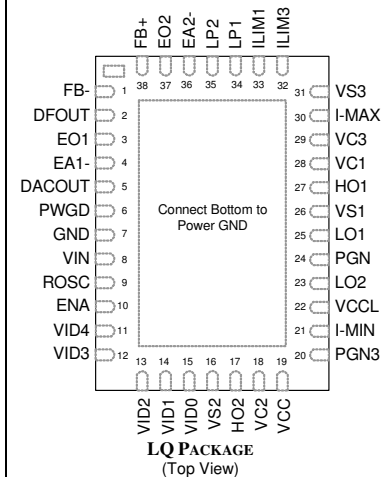 FB+ EO2 EA2- LP2 LP1 ILIM1 ILIM3
38 37 36 35 34 33 32
FB- 1
DFOUT 2
EO1 3
EA1- 4
DACOUT 5
PWGD 6
GND 7
VIN 8
ROSC 9
ENA 10
VID4 11
VID3 12
Connect Bottom to
Power GND
31 VS3
30 I-MAX
29 VC3
28 VC1
27 HO1
26 VS1
25 LO1
24 PGN
23 LO2
22 VCCL
21 I-MIN
20 PGN3
13 14 15 16 17 18 19
VID2 VID1 VID0 VS2 HO2 VC2 VCC
LQ PACKAGE
(Top View)